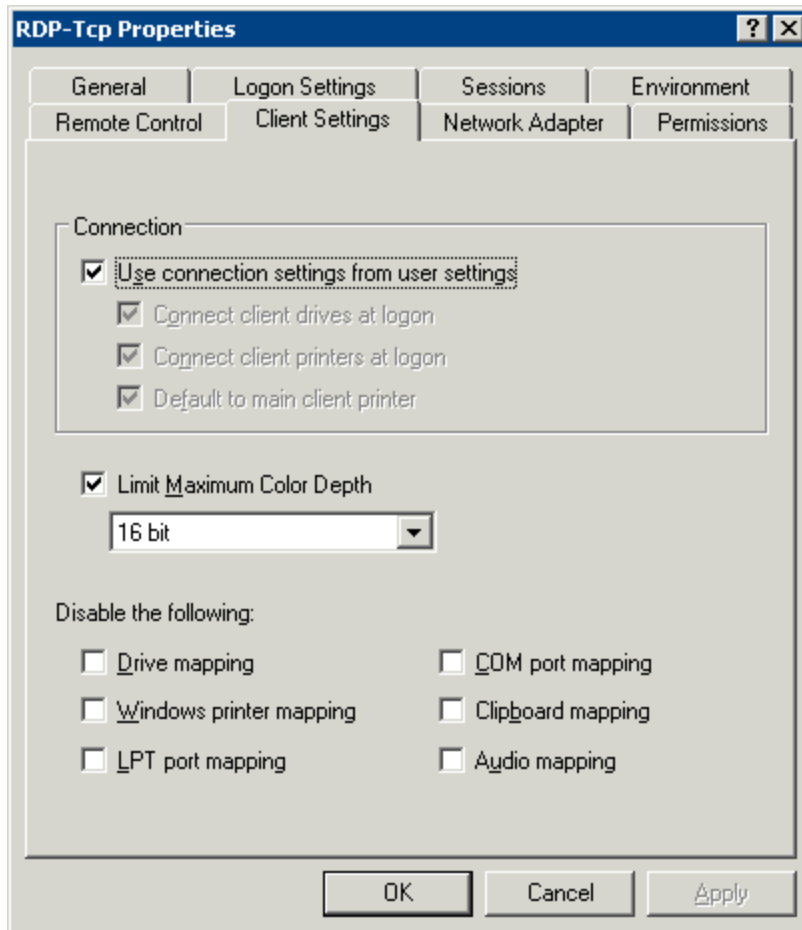 RDP-Tcp Properties
General Logon Settings Sessions Environment
Remote Control Client Settings Network Adapter Permissions
Connection
Use connection settings from user settings
Connect client drives at logon
Connect client printers at logon
Default to main client printer
Limit Maximum Color Depth
16 bit
Disable the following:
Drive mapping COM port mapping
Windows printer mapping Clipboard mapping
LPT port mapping Audio mapping
OK Cancel Apply